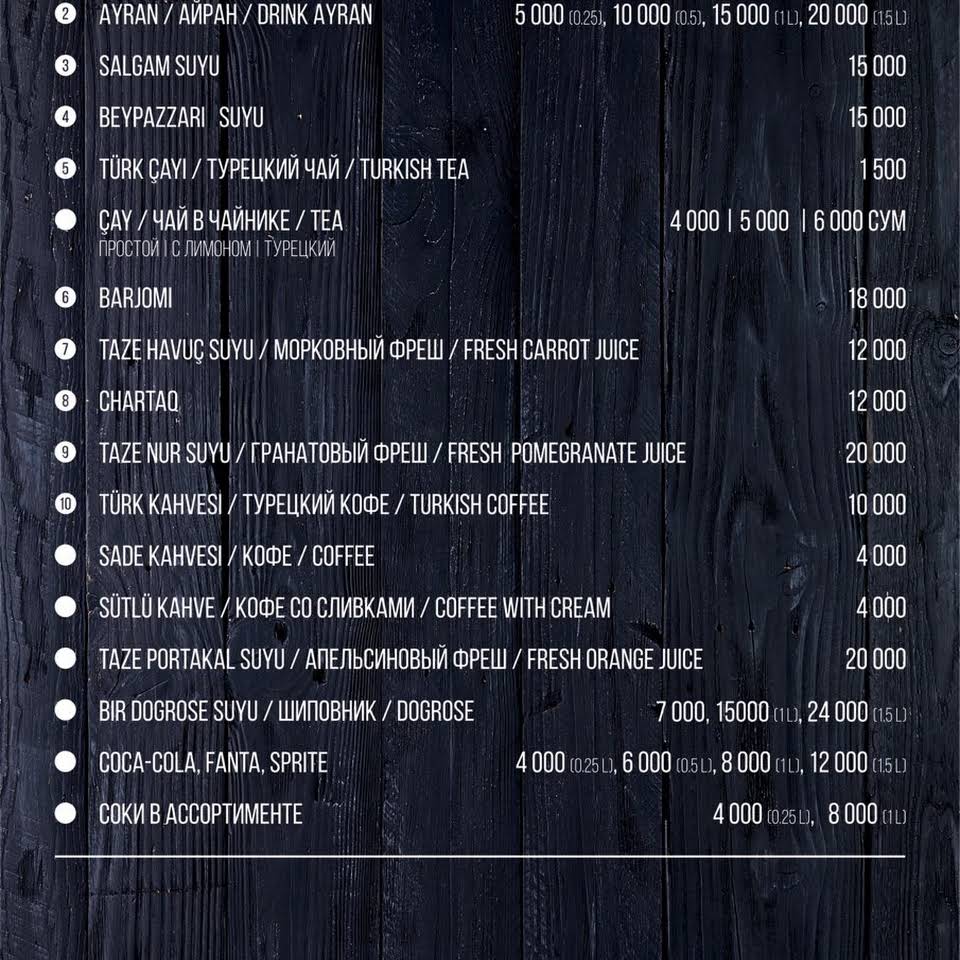 2 AYRAN / АЙРАН / DRINK AYRAN 5 000 (0.25), 10 000 (0.5), 15 000 (1 L), 20 000 (1.5 L)
3 SALGAM SUYU 15 000
4 BEYPAZZARI SUYU 15 000
5 TÜRK ÇAYI / ТУРЕЦКИЙ ЧАЙ / TURKISH TEA 1 500
ÇAY / ЧАЙ В ЧАЙНИКЕ / TEA 4 000 | 5 000 | 6 000 СУМ
ПРОСТОЙ | С ЛИМОНОМ | ТУРЕЦКИЙ
6 BARJOMI 18 000
7 TAZE HAVUÇ SUYU / МОРКОВНЫЙ ФРЕШ / FRESH CARROT JUICE 12 000
8 CHARTAQ 12 000
9 TAZE NUR SUYU / ГРАНАТОВЫЙ ФРЕШ / FRESH POMEGRANATE JUICE 20 000
10 TÜRK KAHVESI / ТУРЕЦКИЙ КОФЕ / TURKISH COFFEE 10 000
SADE KAHVESI / КОФЕ / COFFEE 4 000
SÜTLÜ KAHVE / КОФЕ СО СЛИВКАМИ / COFFEE WITH CREAM 4 000
TAZE PORTAKAL SUYU / АПЕЛЬСИНОВЫЙ ФРЕШ / FRESH ORANGE JUICE 20 000
BIR DOGROSE SUYU / ШИПОВНИК / DOGROSE 7 000, 15000 (1 L), 24 000 (1.5 L)
COCA-COLA, FANTA, SPRITE 4 000 (0.25 L), 6 000 (0.5 L), 8 000 (1 L), 12 000 (1.5 L)
СОКИ В АССОРТИМЕНТЕ 4 000 (0.25 L), 8 000 (1 L)